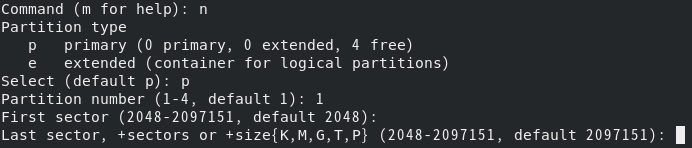 Command (m for help): n
Partition type
   p   primary (0 primary, 0 extended, 4 free)
   e   extended (container for logical partitions)
Select (default p): p
Partition number (1-4, default 1): 1
First sector (2048-2097151, default 2048):
Last sector, +sectors or +size{K,M,G,T,P} (2048-2097151, default 2097151):